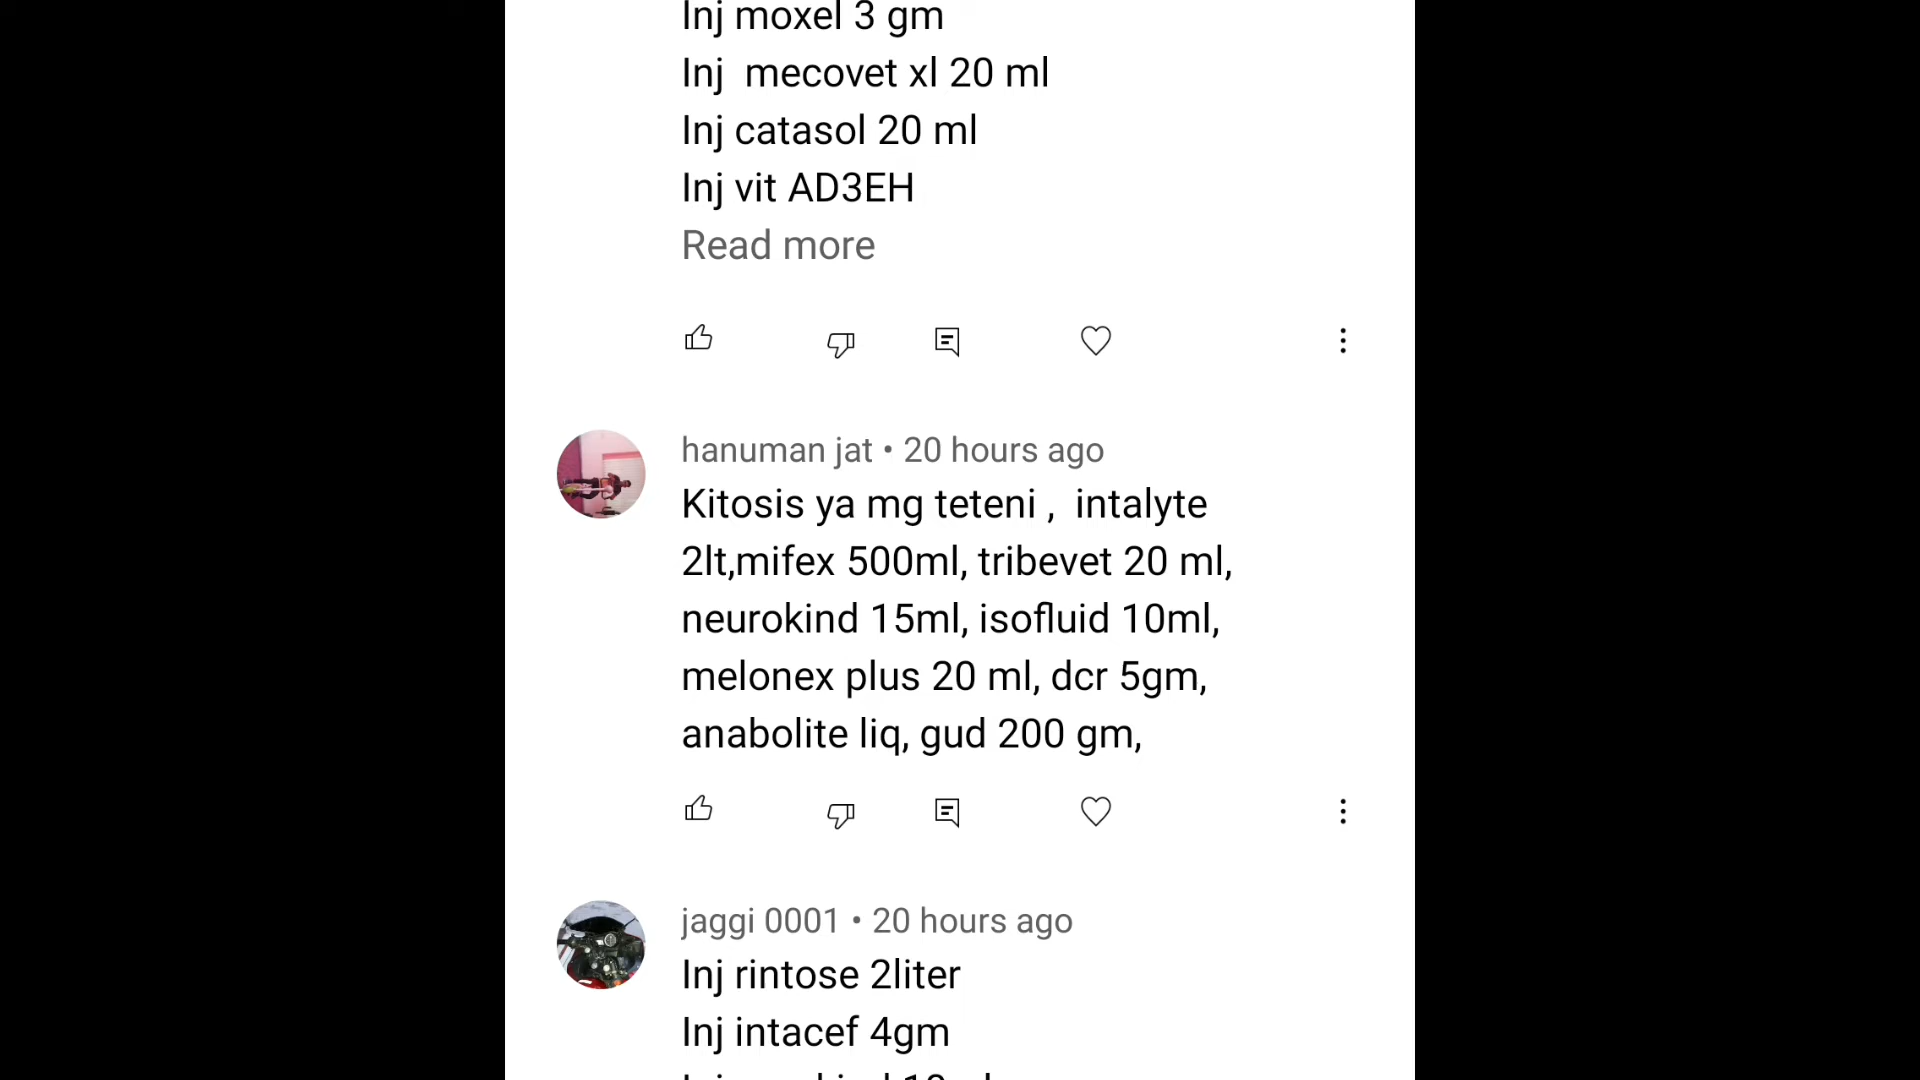 Inj moxel 3 gm
Inj  mecovet xl 20 ml
Inj catasol 20 ml
Inj vit AD3EH
Read more
hanuman jat • 20 hours ago
Kitosis ya mg teteni ,  intalyte
2lt,mifex 500ml, tribevet 20 ml,
neurokind 15ml, isofluid 10ml,
melonex plus 20 ml, dcr 5gm,
anabolite liq, gud 200 gm,
jaggi 0001 • 20 hours ago
Inj rintose 2liter
Inj intacef 4gm